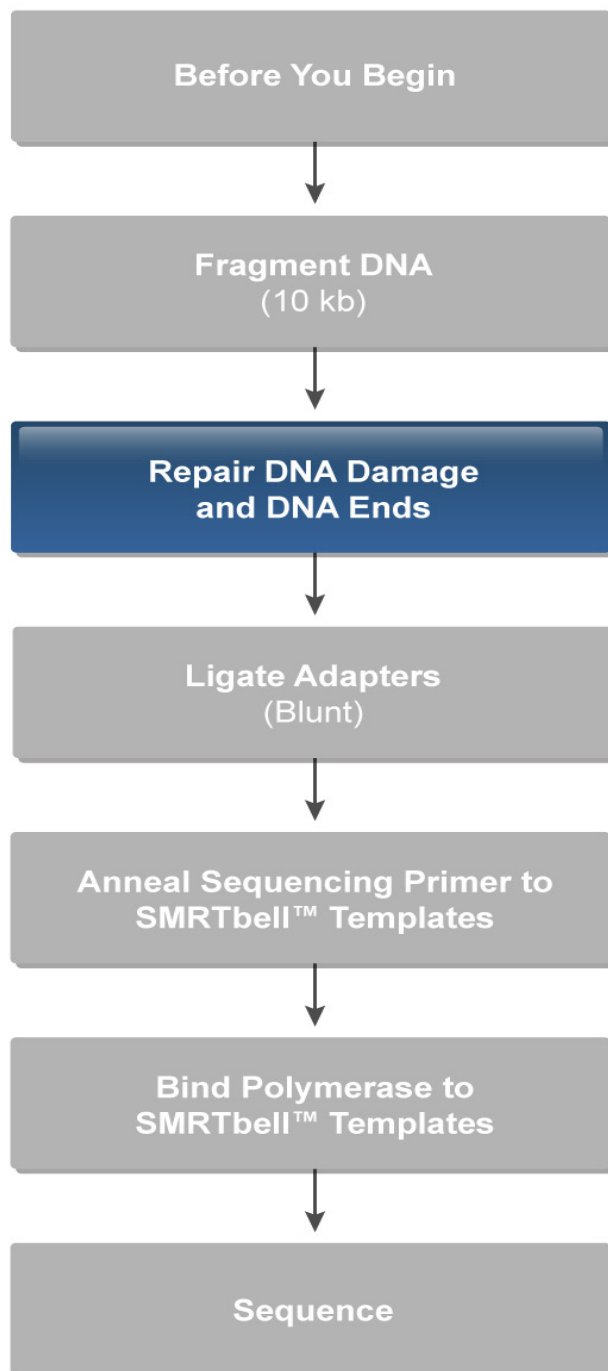 Before You Begin
Fragment DNA
(10 kb)
Repair DNA Damage
and DNA Ends
Ligate Adapters
(Blunt)
Anneal Sequencing Primer to
SMRTbell™ Templates
Bind Polymerase to
SMRTbell™ Templates
Sequence